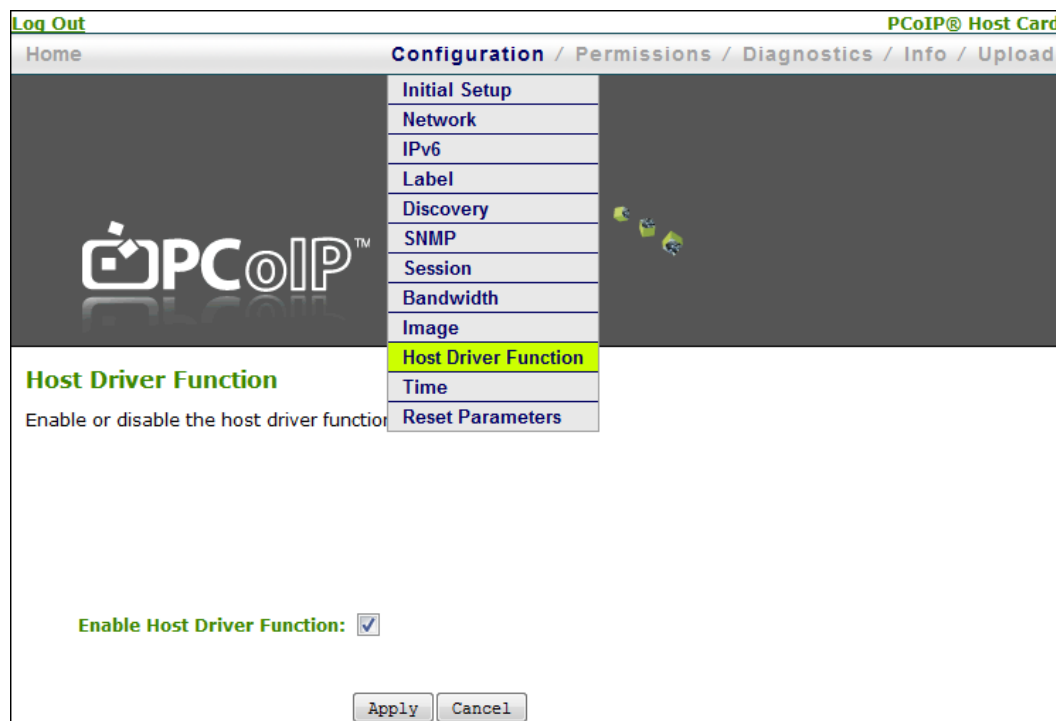 Log Out PCoIP® Host Card
Home Configuration / Permissions / Diagnostics / Info / Upload
Initial Setup
Network
IPv6
Label
Discovery
SNMP
Session
Bandwidth
Image
Host Driver Function
Time
Reset Parameters
PCoIP™
Host Driver Function
Enable or disable the host driver function
Enable Host Driver Function:
Apply Cancel